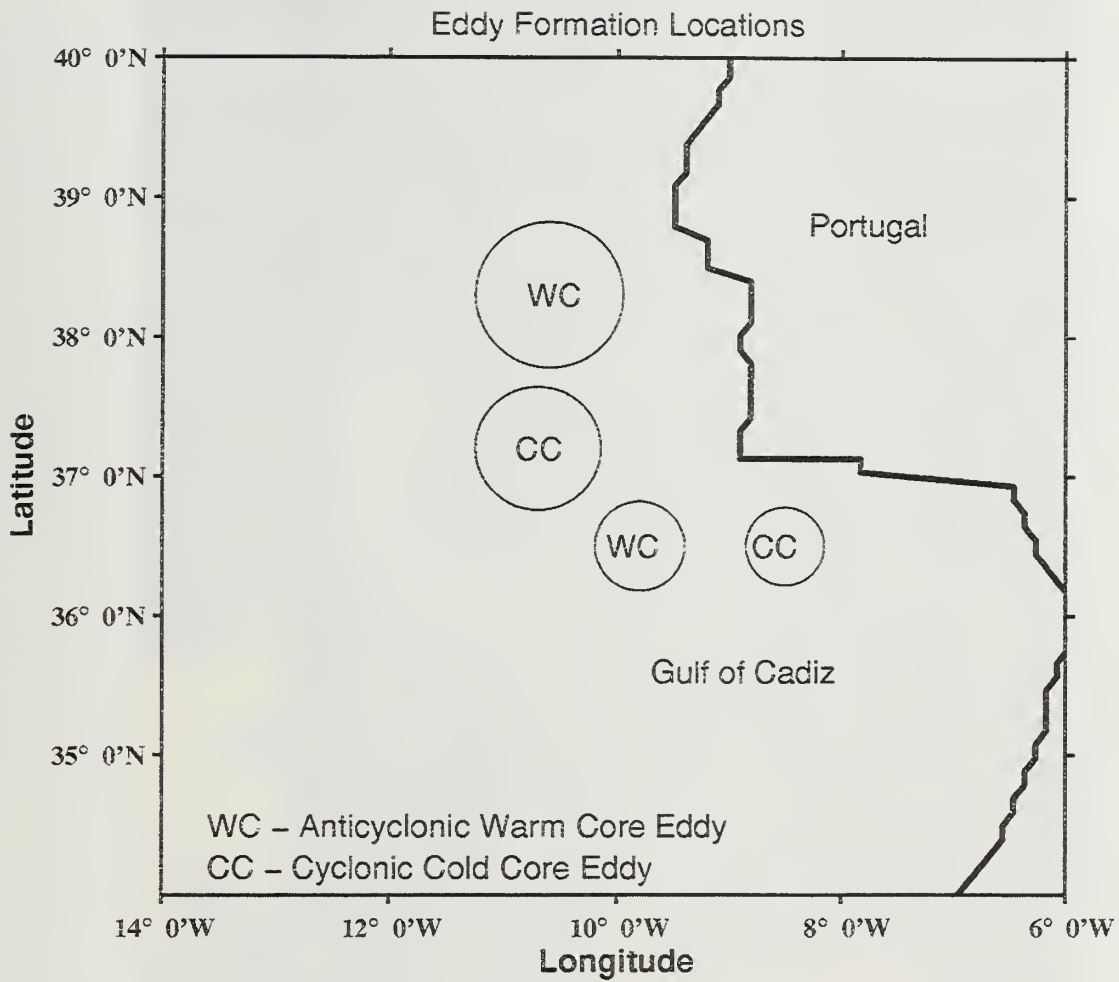 Eddy Formation Locations
40° 0'N
39° 0'N
Portugal
WC
38° 0'N
CC
37° 0'N
WC
CC
36° 0'N
Gulf of Cadiz
35° 0'N
WC – Anticyclonic Warm Core Eddy
CC – Cyclonic Cold Core Eddy
14° 0'W
12° 0'W
10° 0'W
8° 0'W
6° 0'W
Longitude
Latitude